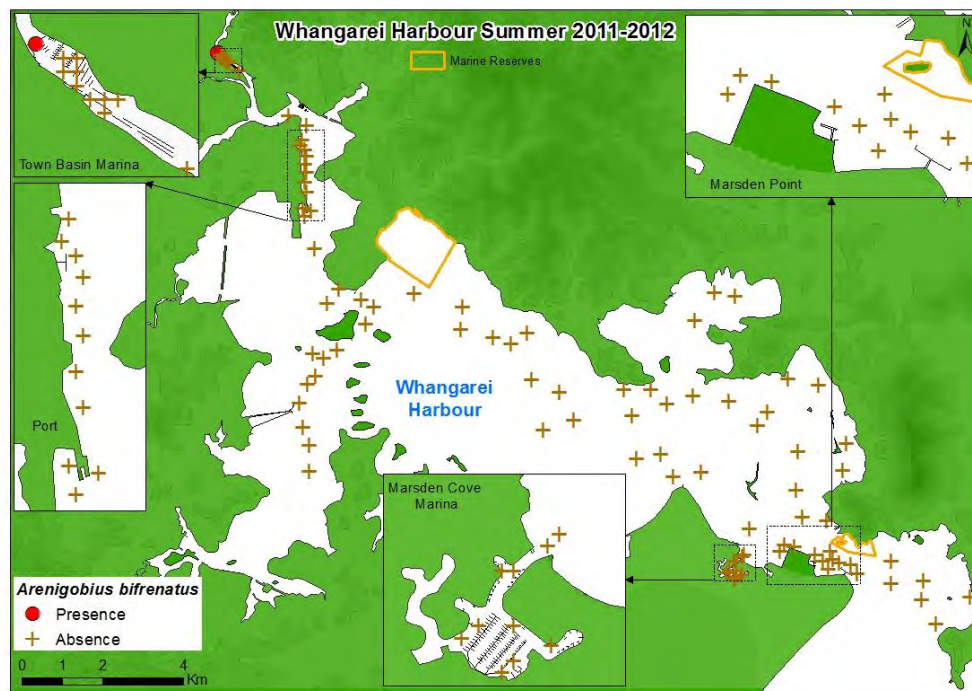 Whangarei Harbour Summer 2011-2012
Marine Reserves
N
Town Basin Marina
Marsden Point
Port
Whangarei
Harbour
Marsden Cove
Marina
Arenigobius bifrenatus
Presence
Absence
0 1 2 4
Km